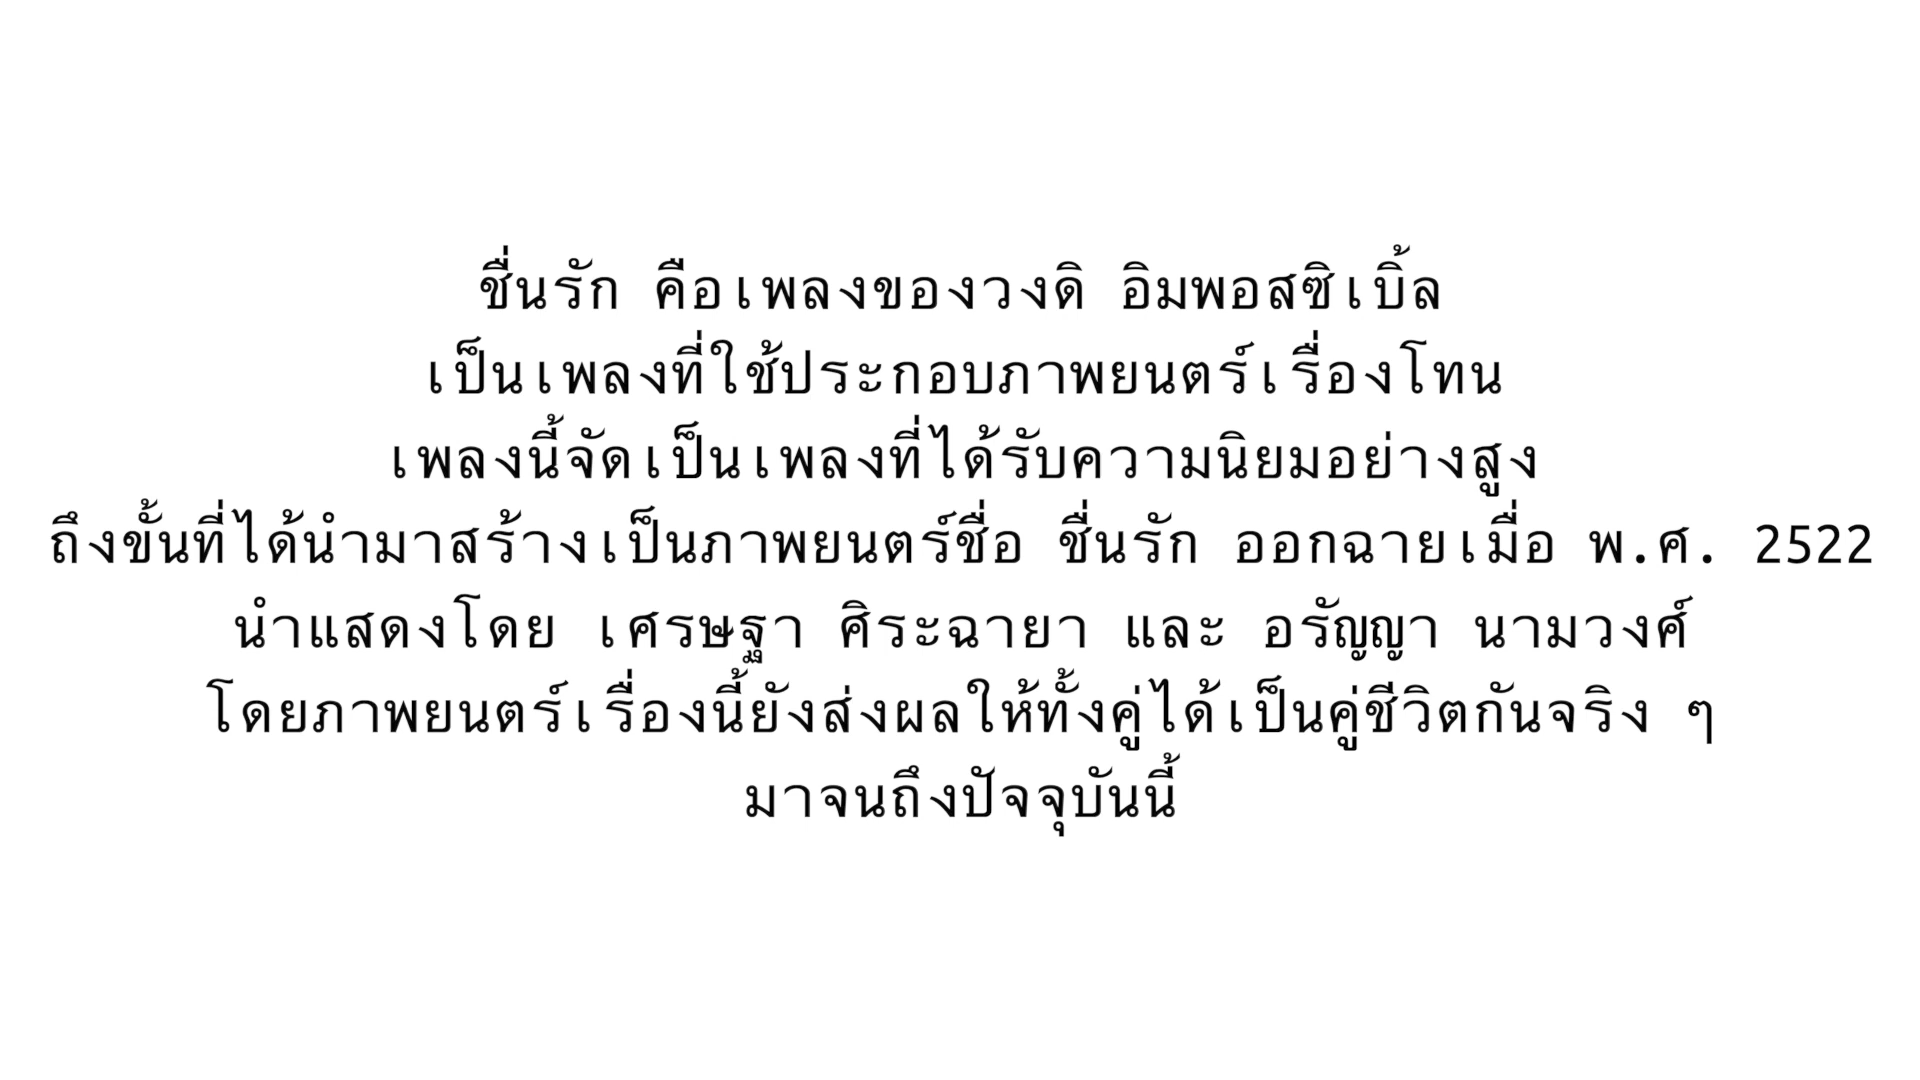 ชื่นรัก คือเพลงของวงดิ อิมพอสซิเบิ้ล
เป็นเพลงที่ใช้ประกอบภาพยนตร์เรื่องโทน
เพลงนี้จัดเป็นเพลงที่ได้รับความนิยมอย่างสูง
ถึงขั้นที่ได้นำมาสร้างเป็นภาพยนตร์ชื่อ ชื่นรัก ออกฉายเมื่อ พ.ศ. 2522
นำแสดงโดย เศรษฐา ศิระฉายา และ อรัญญา นามวงศ์
โดยภาพยนตร์เรื่องนี้ยังส่งผลให้ทั้งคู่ได้เป็นคู่ชีวิตกันจริง ๆ
มาจนถึงปัจจุบันนี้